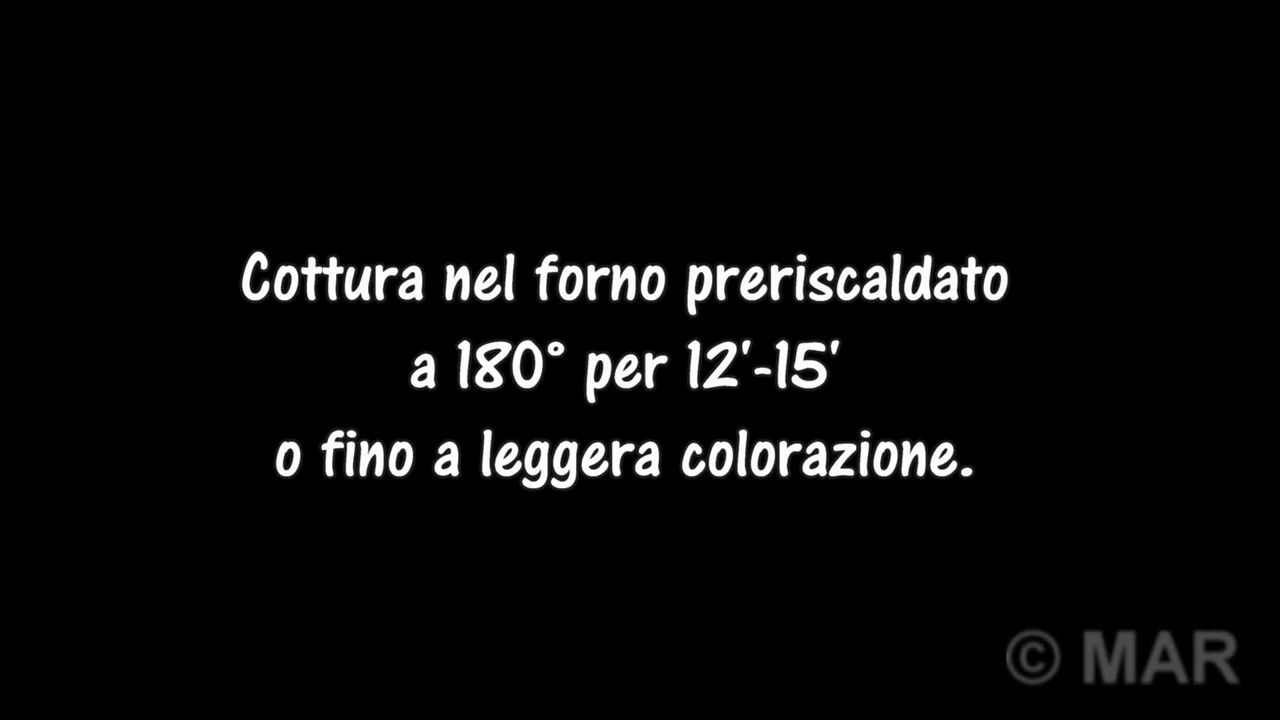 Cottura nel forno preriscaldato
a 180° per 12'-15'
o fino a leggera colorazione.
© MAR